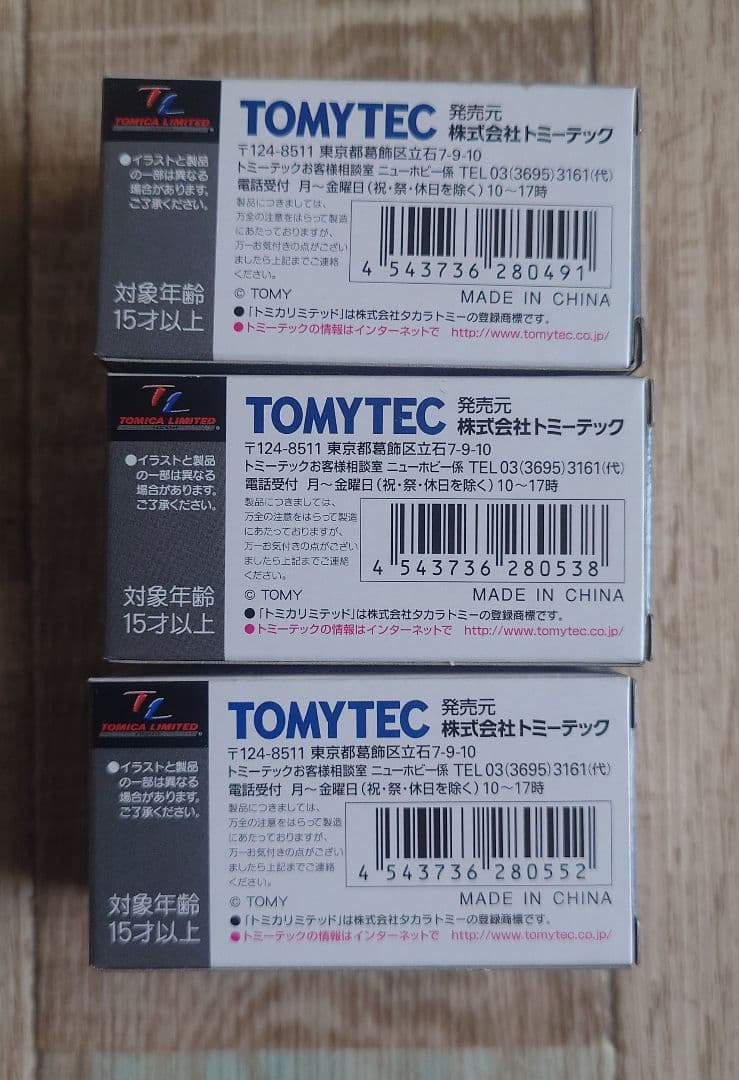 TL
TOMICA LIMITED
●イラストと製品
の一部は異なる
場合があります。
ご了承ください。
対象年齢
15才以上
TOMYTEC 発売元
株式会社トミーテック
〒124-8511 東京都葛飾区立石7-9-10
トミーテックお客様相談室 ニューホビー係 TEL 03(3695)3161(代)
電話受付 月～金曜日(祝・祭・休日を除く)10～17時
製品につきましては、
万全の注意をはらって製造
にあたっておりますが、
万一お気付きの点がござい
ましたら上記までご連絡
ください。
4 543736 280491
© TOMY MADE IN CHINA
●「トミカリミテッド」は株式会社タカラトミーの登録商標です。
●トミーテックの情報はインターネットで http://www.tomytec.co.jp/
TL
TOMICA LIMITED
●イラストと製品
の一部は異なる
場合があります。
ご了承ください。
対象年齢
15才以上
TOMYTEC 発売元
株式会社トミーテック
〒124-8511 東京都葛飾区立石7-9-10
トミーテックお客様相談室 ニューホビー係 TEL 03(3695)3161(代)
電話受付 月～金曜日(祝・祭・休日を除く)10～17時
製品につきましては、
万全の注意をはらって製造
にあたっておりますが、
万一お気付きの点がござい
ましたら上記までご連絡
ください。
4 543736 280538
© TOMY MADE IN CHINA
●「トミカリミテッド」は株式会社タカラトミーの登録商標です。
●トミーテックの情報はインターネットで http://www.tomytec.co.jp/
TL
TOMICA LIMITED
●イラストと製品
の一部は異なる
場合があります。
ご了承ください。
対象年齢
15才以上
TOMYTEC 発売元
株式会社トミーテック
〒124-8511 東京都葛飾区立石7-9-10
トミーテックお客様相談室 ニューホビー係 TEL 03(3695)3161(代)
電話受付 月～金曜日(祝・祭・休日を除く)10～17時
製品につきましては、
万全の注意をはらって製造
にあたっておりますが、
万一お気付きの点がござい
ましたら上記までご連絡
ください。
4 543736 280552
© TOMY MADE IN CHINA
●「トミカリミテッド」は株式会社タカラトミーの登録商標です。
●トミーテックの情報はインターネットで http://www.tomytec.co.jp/